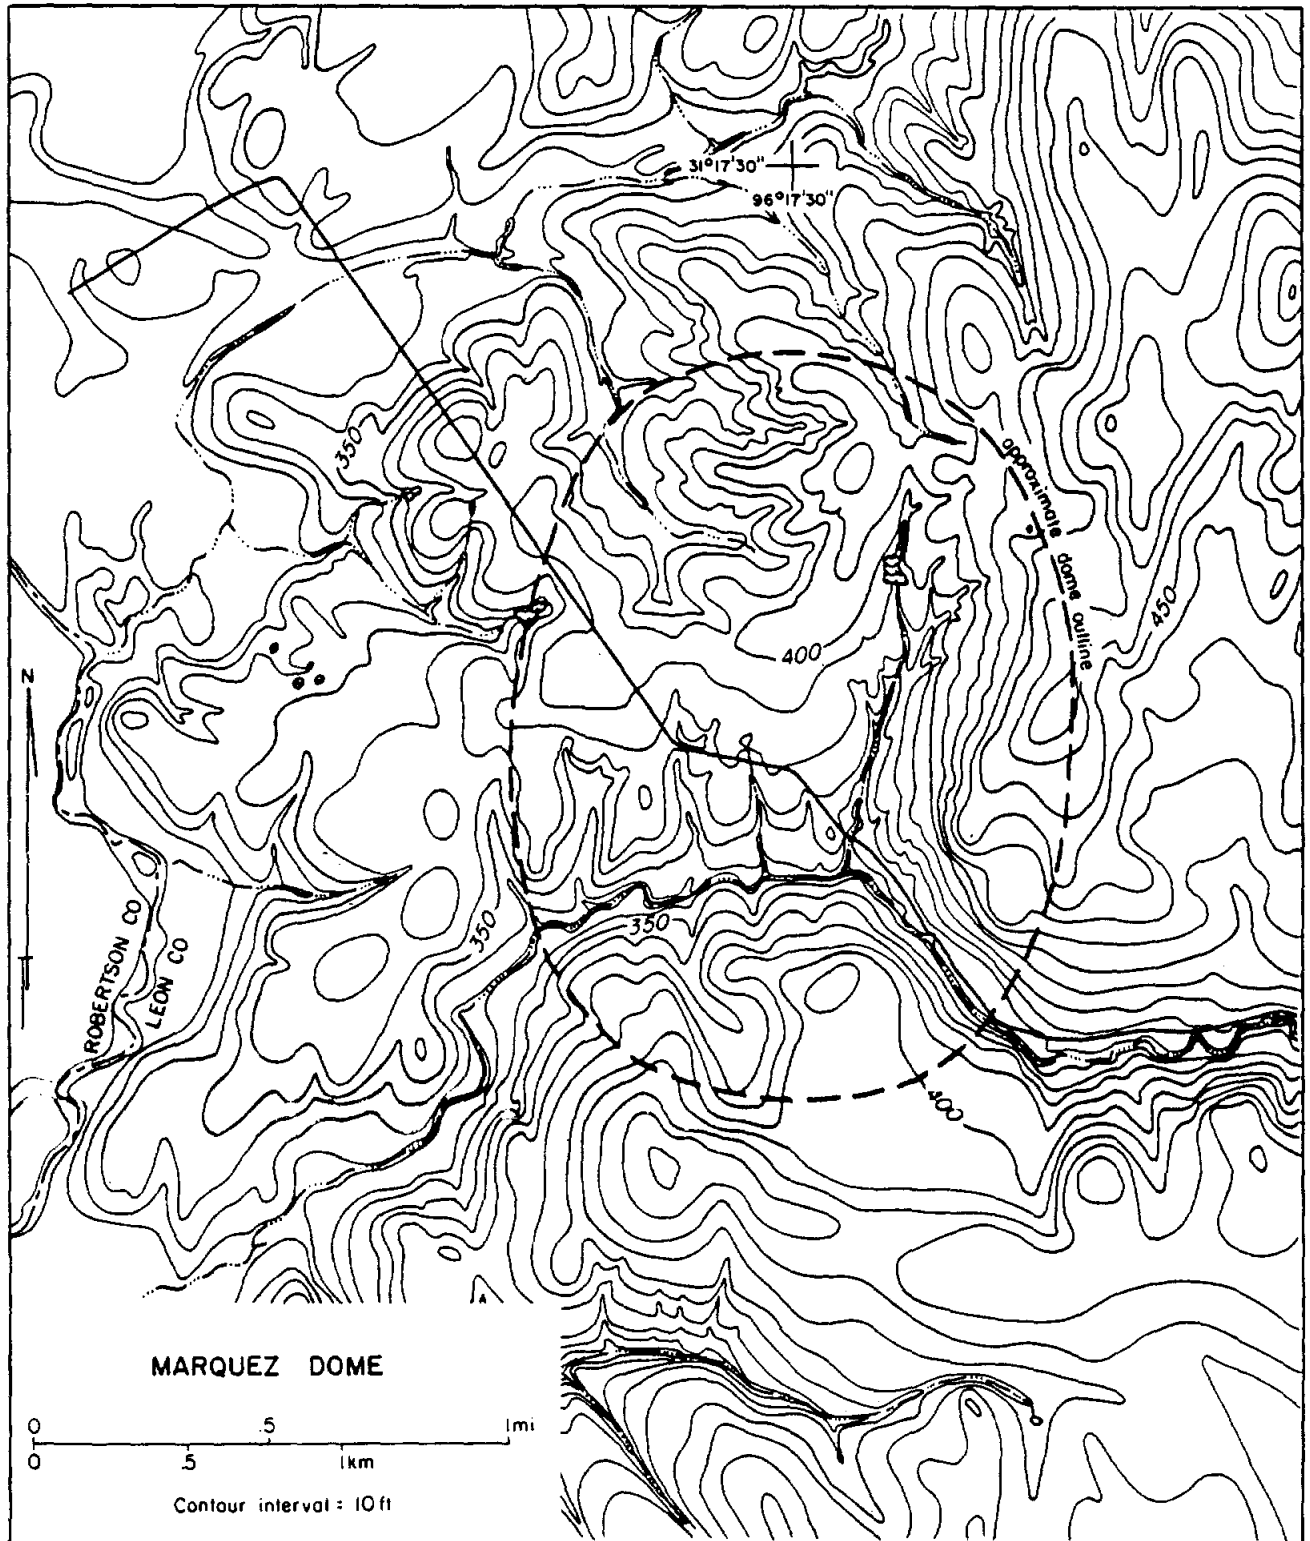 31°17'30"
96°17'30"
350
approximate dome outline
450
400
N
350
350
ROBERTSON CO
LEON CO
400
MARQUEZ DOME
0 .5 1mi
0 .5 1km
Contour interval = 10 ft